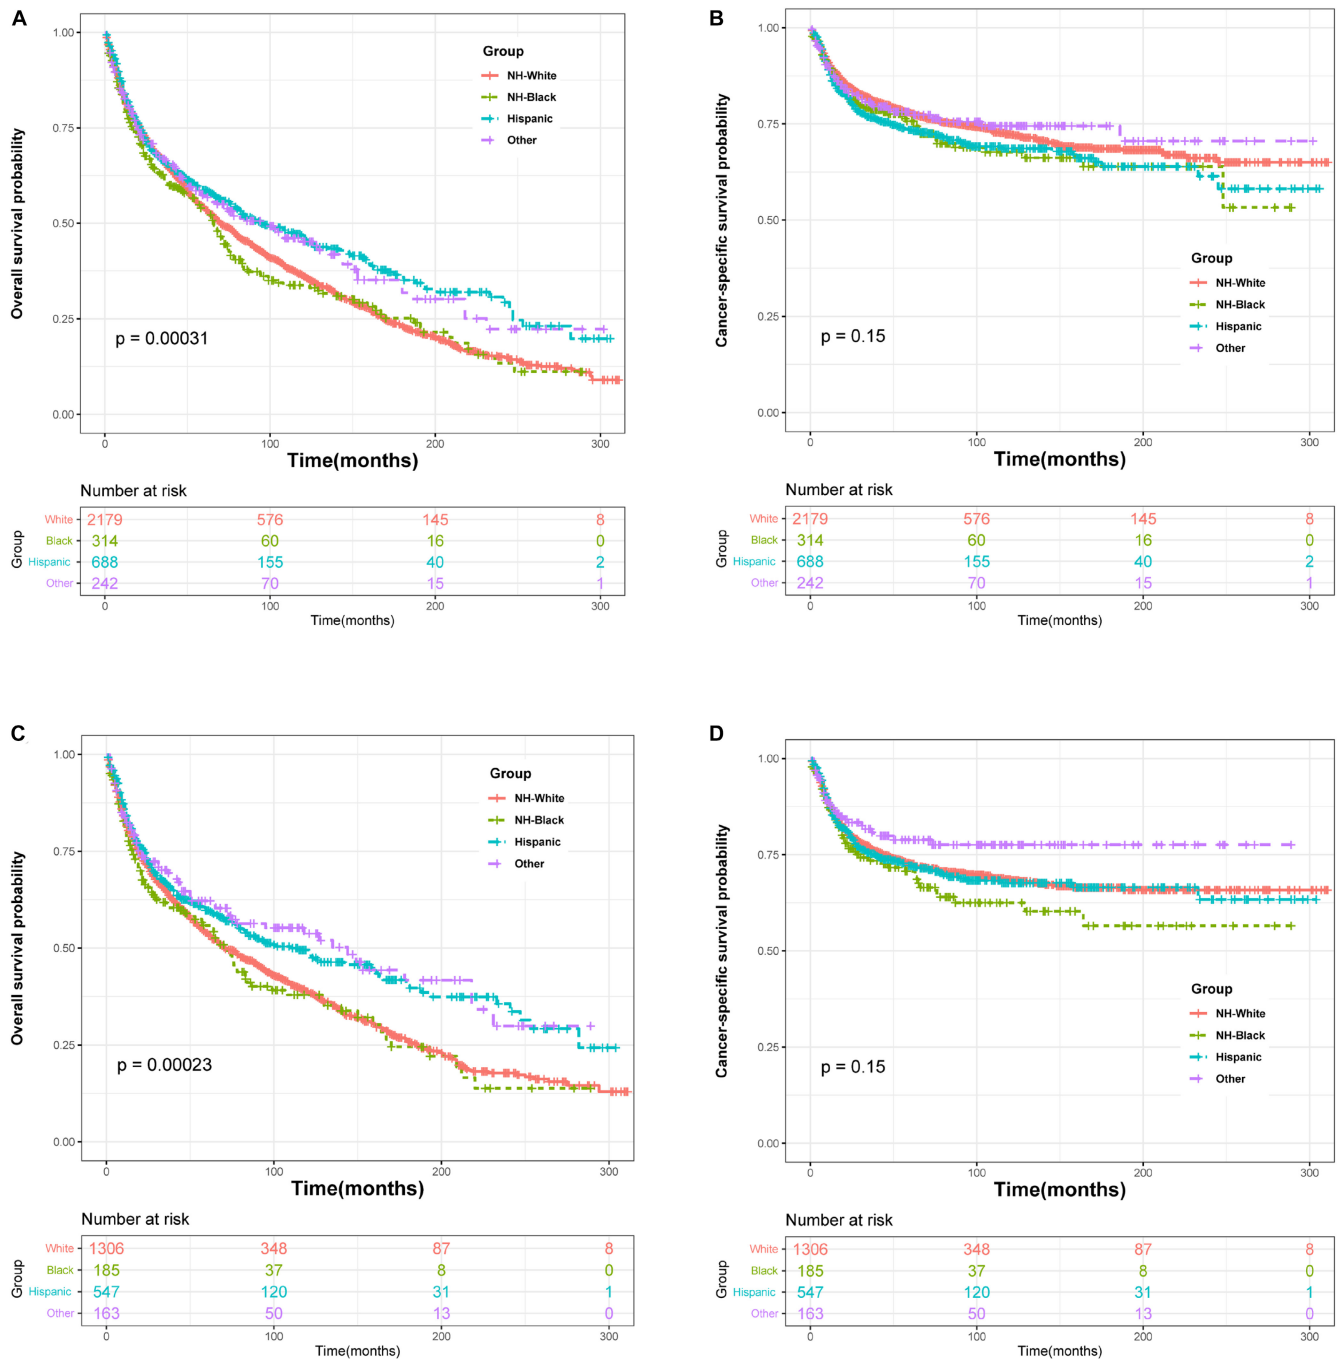 A
Overall survival probability
1.00
0.75
0.50
0.25
0.00
Group
NH-White
NH-Black
Hispanic
Other
p = 0.00031
0 100 200 300
Time(months)
Number at risk
Group
White 2179 576 145 8
Black 314 60 16 0
Hispanic 688 155 40 2
Other 242 70 15 1
0 100 200 300
Time(months)
B
Cancer-specific survival probability
1.00
0.75
0.50
0.25
0.00
Group
NH-White
NH-Black
Hispanic
Other
p = 0.15
0 100 200 300
Time(months)
Number at risk
Group
White 2179 576 145 8
Black 314 60 16 0
Hispanic 688 155 40 2
Other 242 70 15 1
0 100 200 300
Time(months)
C
Overall survival probability
1.00
0.75
0.50
0.25
0.00
Group
NH-White
NH-Black
Hispanic
Other
p = 0.00023
0 100 200 300
Time(months)
Number at risk
Group
White 1306 348 87 8
Black 185 37 8 0
Hispanic 547 120 31 1
Other 163 50 13 0
0 100 200 300
Time(months)
D
Cancer-specific survival probability
1.00
0.75
0.50
0.25
0.00
Group
NH-White
NH-Black
Hispanic
Other
p = 0.15
0 100 200 300
Time(months)
Number at risk
Group
White 1306 348 87 8
Black 185 37 8 0
Hispanic 547 120 31 1
Other 163 50 13 0
0 100 200 300
Time(months)